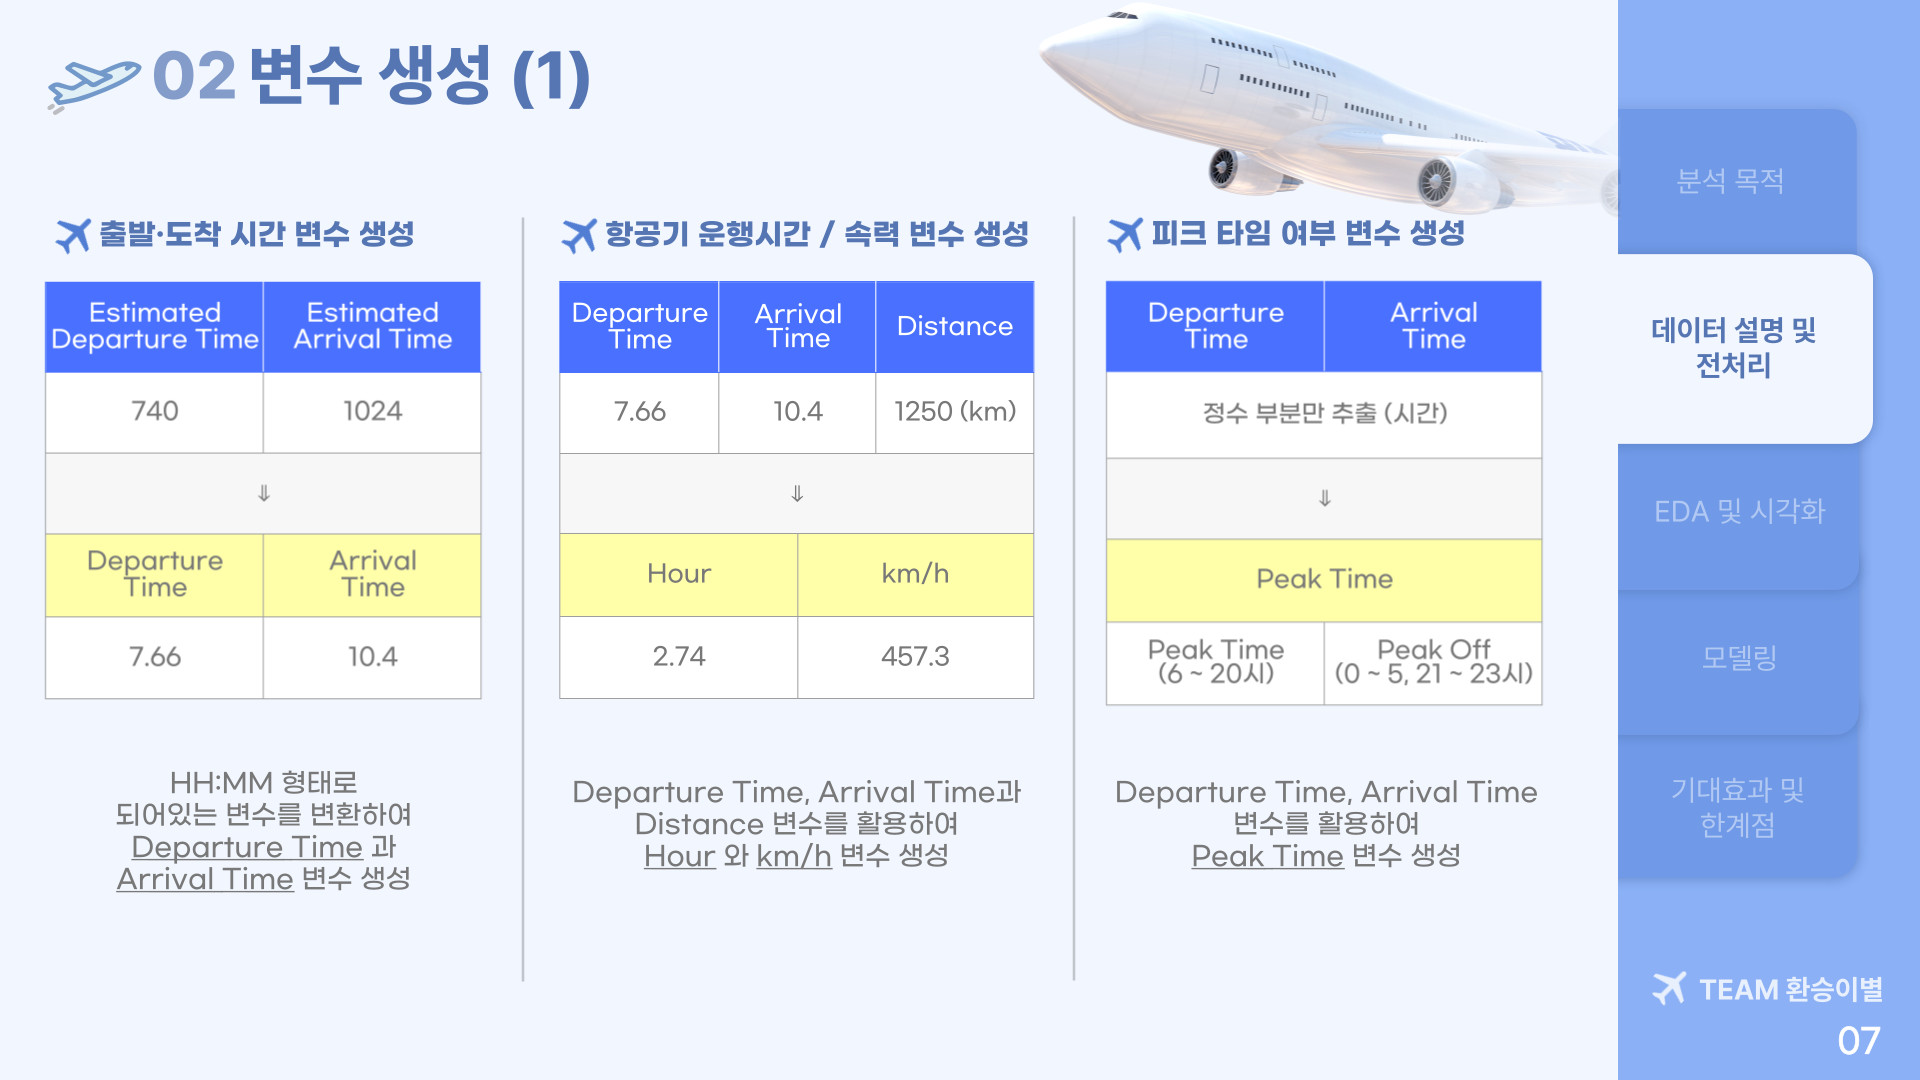 02 변수 생성 (1)
출발·도착 시간 변수 생성
Estimated
Departure Time
Estimated
Arrival Time
740
1024
⇓
Departure
Time
Arrival
Time
7.66
10.4
HH:MM 형태로
되어있는 변수를 변환하여
Departure Time 과
Arrival Time 변수 생성
항공기 운행시간 / 속력 변수 생성
Departure
Time
Arrival
Time
Distance
7.66
10.4
1250 (km)
⇓
Hour
km/h
2.74
457.3
Departure Time, Arrival Time과
Distance 변수를 활용하여
Hour 와 km/h 변수 생성
피크 타임 여부 변수 생성
Departure
Time
Arrival
Time
정수 부분만 추출 (시간)
⇓
Peak Time
Peak Time
(6 ~ 20시)
Peak Off
(0 ~ 5, 21 ~ 23시)
Departure Time, Arrival Time
변수를 활용하여
Peak Time 변수 생성
분석 목적
데이터 설명 및
전처리
EDA 및 시각화
모델링
기대효과 및
한계점
TEAM 환승이별
07